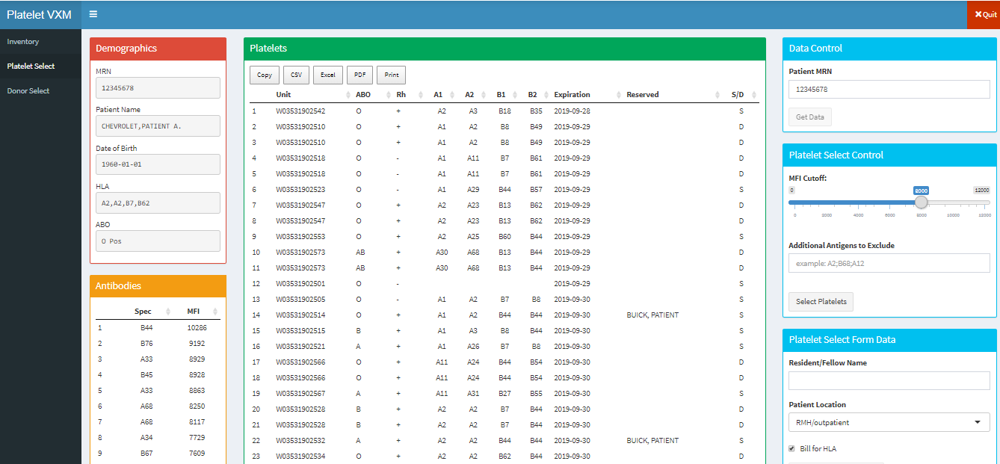 Platelet VXM
Quit
Inventory
Platelet Select
Donor Select
Demographics
MRN
12345678
Patient Name
CHEVROLET,PATIENT A.
Date of Birth
1960-01-01
HLA
A2,A2,B7,B62
ABO
O Pos
Antibodies
Spec MFI
1 B44 10286
2 B76 9192
3 A33 8929
4 B45 8928
5 A33 8863
6 A68 8250
7 A68 8117
8 A34 7729
9 B67 7609
Platelets
Copy CSV Excel PDF Print
Unit ABO Rh A1 A2 B1 B2 Expiration Reserved S/D
1 W03531902542 O + A2 A3 B18 B35 2019-09-28 S
2 W03531902510 O + A1 A2 B8 B49 2019-09-29 D
3 W03531902510 O + A1 A2 B8 B49 2019-09-29 D
4 W03531902518 O - A1 A11 B7 B61 2019-09-29 D
5 W03531902518 O - A1 A11 B7 B61 2019-09-29 D
6 W03531902523 O - A1 A29 B44 B57 2019-09-29 S
7 W03531902547 O + A2 A23 B13 B62 2019-09-29 D
8 W03531902547 O + A2 A23 B13 B62 2019-09-29 D
9 W03531902553 O + A2 A25 B60 B44 2019-09-29 S
10 W03531902573 AB + A30 A68 B13 B44 2019-09-29 D
11 W03531902573 AB + A30 A68 B13 B44 2019-09-29 D
12 W03531902501 O - 2019-09-29 S
13 W03531902505 O - A1 A2 B7 B8 2019-09-30 S
14 W03531902514 O + A1 A2 B44 B44 2019-09-30 BUICK, PATIENT S
15 W03531902515 B + A1 A3 B8 B44 2019-09-30 S
16 W03531902521 A + A1 A26 B7 B8 2019-09-30 S
17 W03531902566 O + A11 A24 B44 B54 2019-09-30 D
18 W03531902566 O + A11 A24 B44 B54 2019-09-30 D
19 W03531902567 A + A11 A31 B27 B55 2019-09-30 S
20 W03531902528 B + A2 A2 B7 B44 2019-09-30 D
21 W03531902528 B + A2 A2 B7 B44 2019-09-30 D
22 W03531902532 A + A2 A2 B44 B44 2019-09-30 BUICK, PATIENT S
23 W03531902534 O + A2 A2 B62 B44 2019-09-30 D
Data Control
Patient MRN
12345678
Get Data
Platelet Select Control
MFI Cutoff:
0 8000 12000
0 2000 4000 6000 8000 10000 12000
Additional Antigens to Exclude
example: A2;B68;A12
Select Platelets
Platelet Select Form Data
Resident/Fellow Name
Patient Location
RMH/outpatient
Bill for HLA